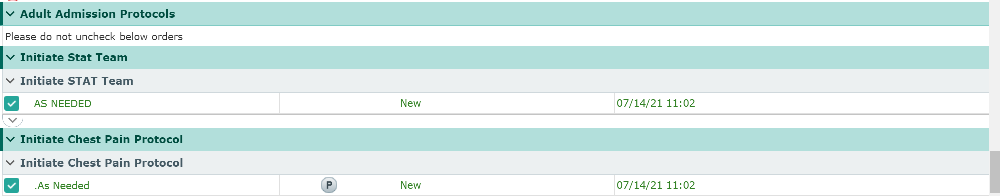 Adult Admission Protocols
Please do not uncheck below orders
Initiate Stat Team
Initiate STAT Team
AS NEEDED New 07/14/21 11:02
Initiate Chest Pain Protocol
Initiate Chest Pain Protocol
.As Needed P New 07/14/21 11:02